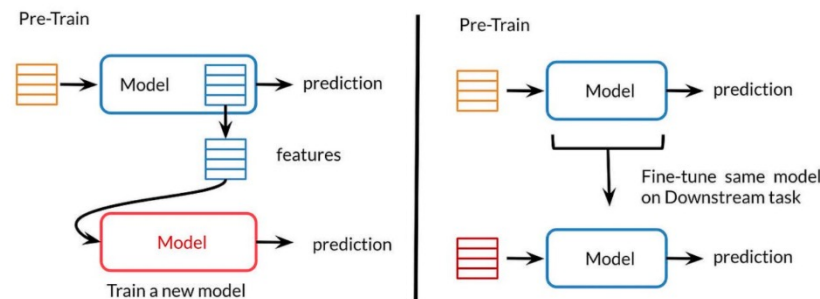 Pre-Train
Model
prediction
features
Model
prediction
Train a new model
Pre-Train
Model
prediction
Fine-tune same model
on Downstream task
Model
prediction